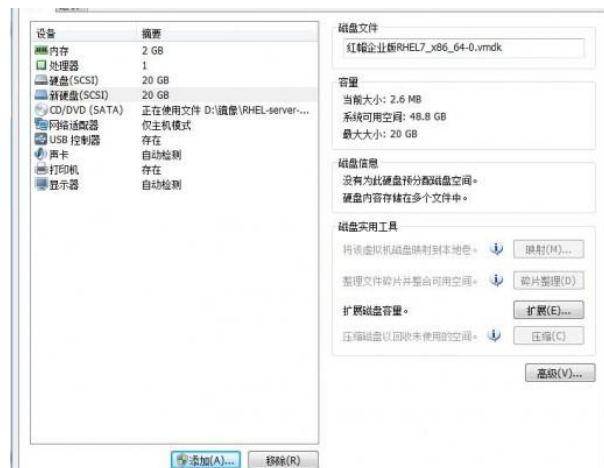 设备 摘要
内存 2 GB
处理器 1
硬盘(SCSI) 20 GB
新硬盘(SCSI) 20 GB
CD/DVD (SATA) 正在使用文件 D:\镜像\RHEL-server-...
网络适配器 仅主机模式
USB 控制器 存在
声卡 自动检测
打印机 存在
显示器 自动检测
添加(A)... 移除(R)
磁盘文件
红帽企业版RHEL7_x86_64-0.vmdk
容量
当前大小: 2.6 MB
系统可用空间: 48.8 GB
最大大小: 20 GB
磁盘信息
没有为此硬盘预分配磁盘空间。
硬盘内容存储在多个文件中。
磁盘实用工具
将该虚拟机磁盘映射到本地卷。 映射(M)...
整理文件碎片并整合可用空间。 碎片整理(D)
扩展磁盘容量。 扩展(E)...
压缩磁盘以回收未使用的空间。 压缩(C)
高级(V)...